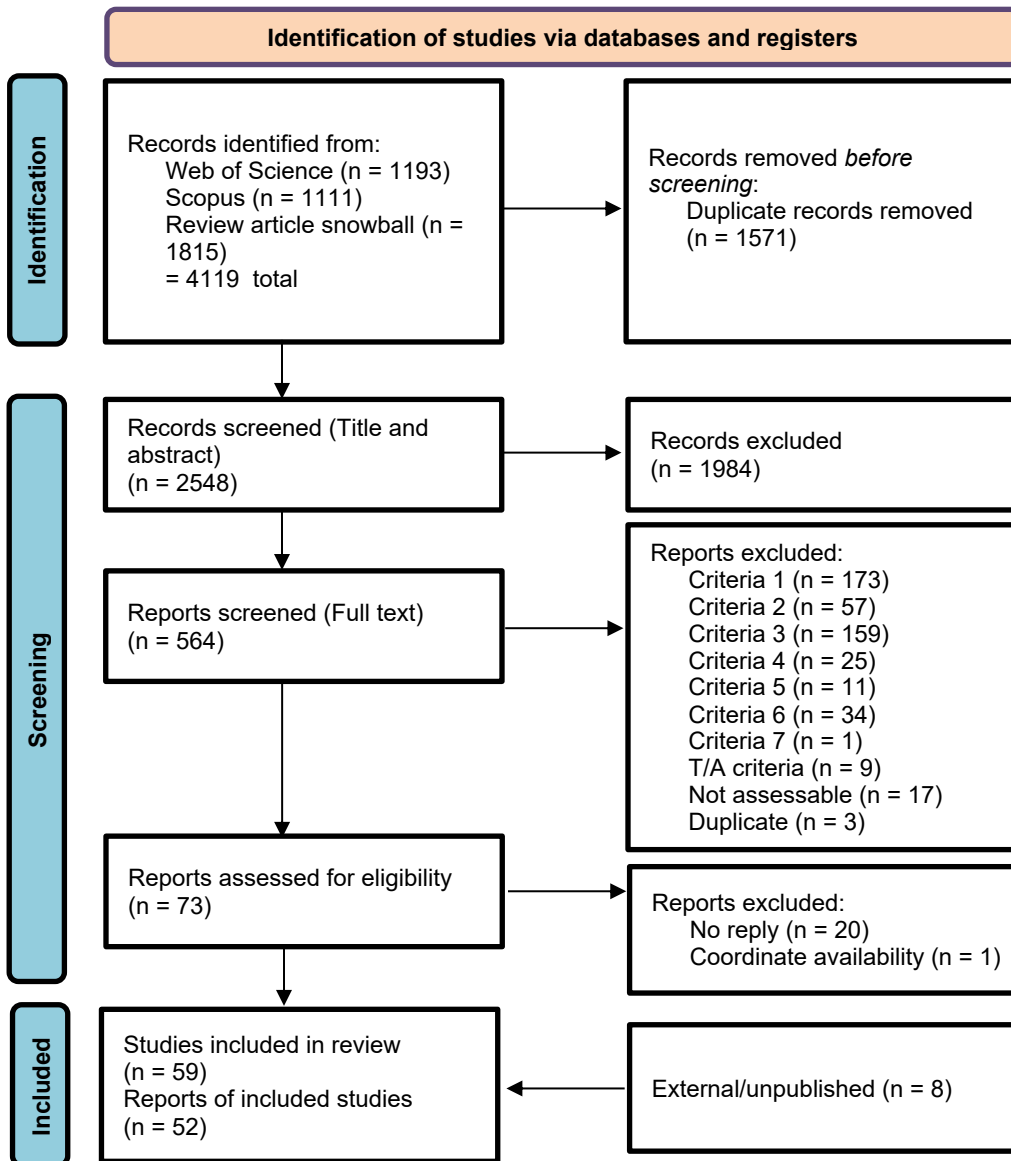 Identification of studies via databases and registers
Identification
Records identified from:
Web of Science (n = 1193)
Scopus (n = 1111)
Review article snowball (n =
1815)
= 4119 total
Records removed before
screening:
Duplicate records removed
(n = 1571)
Screening
Records screened (Title and
abstract)
(n = 2548)
Records excluded
(n = 1984)
Reports screened (Full text)
(n = 564)
Reports excluded:
Criteria 1 (n = 173)
Criteria 2 (n = 57)
Criteria 3 (n = 159)
Criteria 4 (n = 25)
Criteria 5 (n = 11)
Criteria 6 (n = 34)
Criteria 7 (n = 1)
T/A criteria (n = 9)
Not assessable (n = 17)
Duplicate (n = 3)
Reports assessed for eligibility
(n = 73)
Reports excluded:
No reply (n = 20)
Coordinate availability (n = 1)
Included
Studies included in review
(n = 59)
Reports of included studies
(n = 52)
External/unpublished (n = 8)